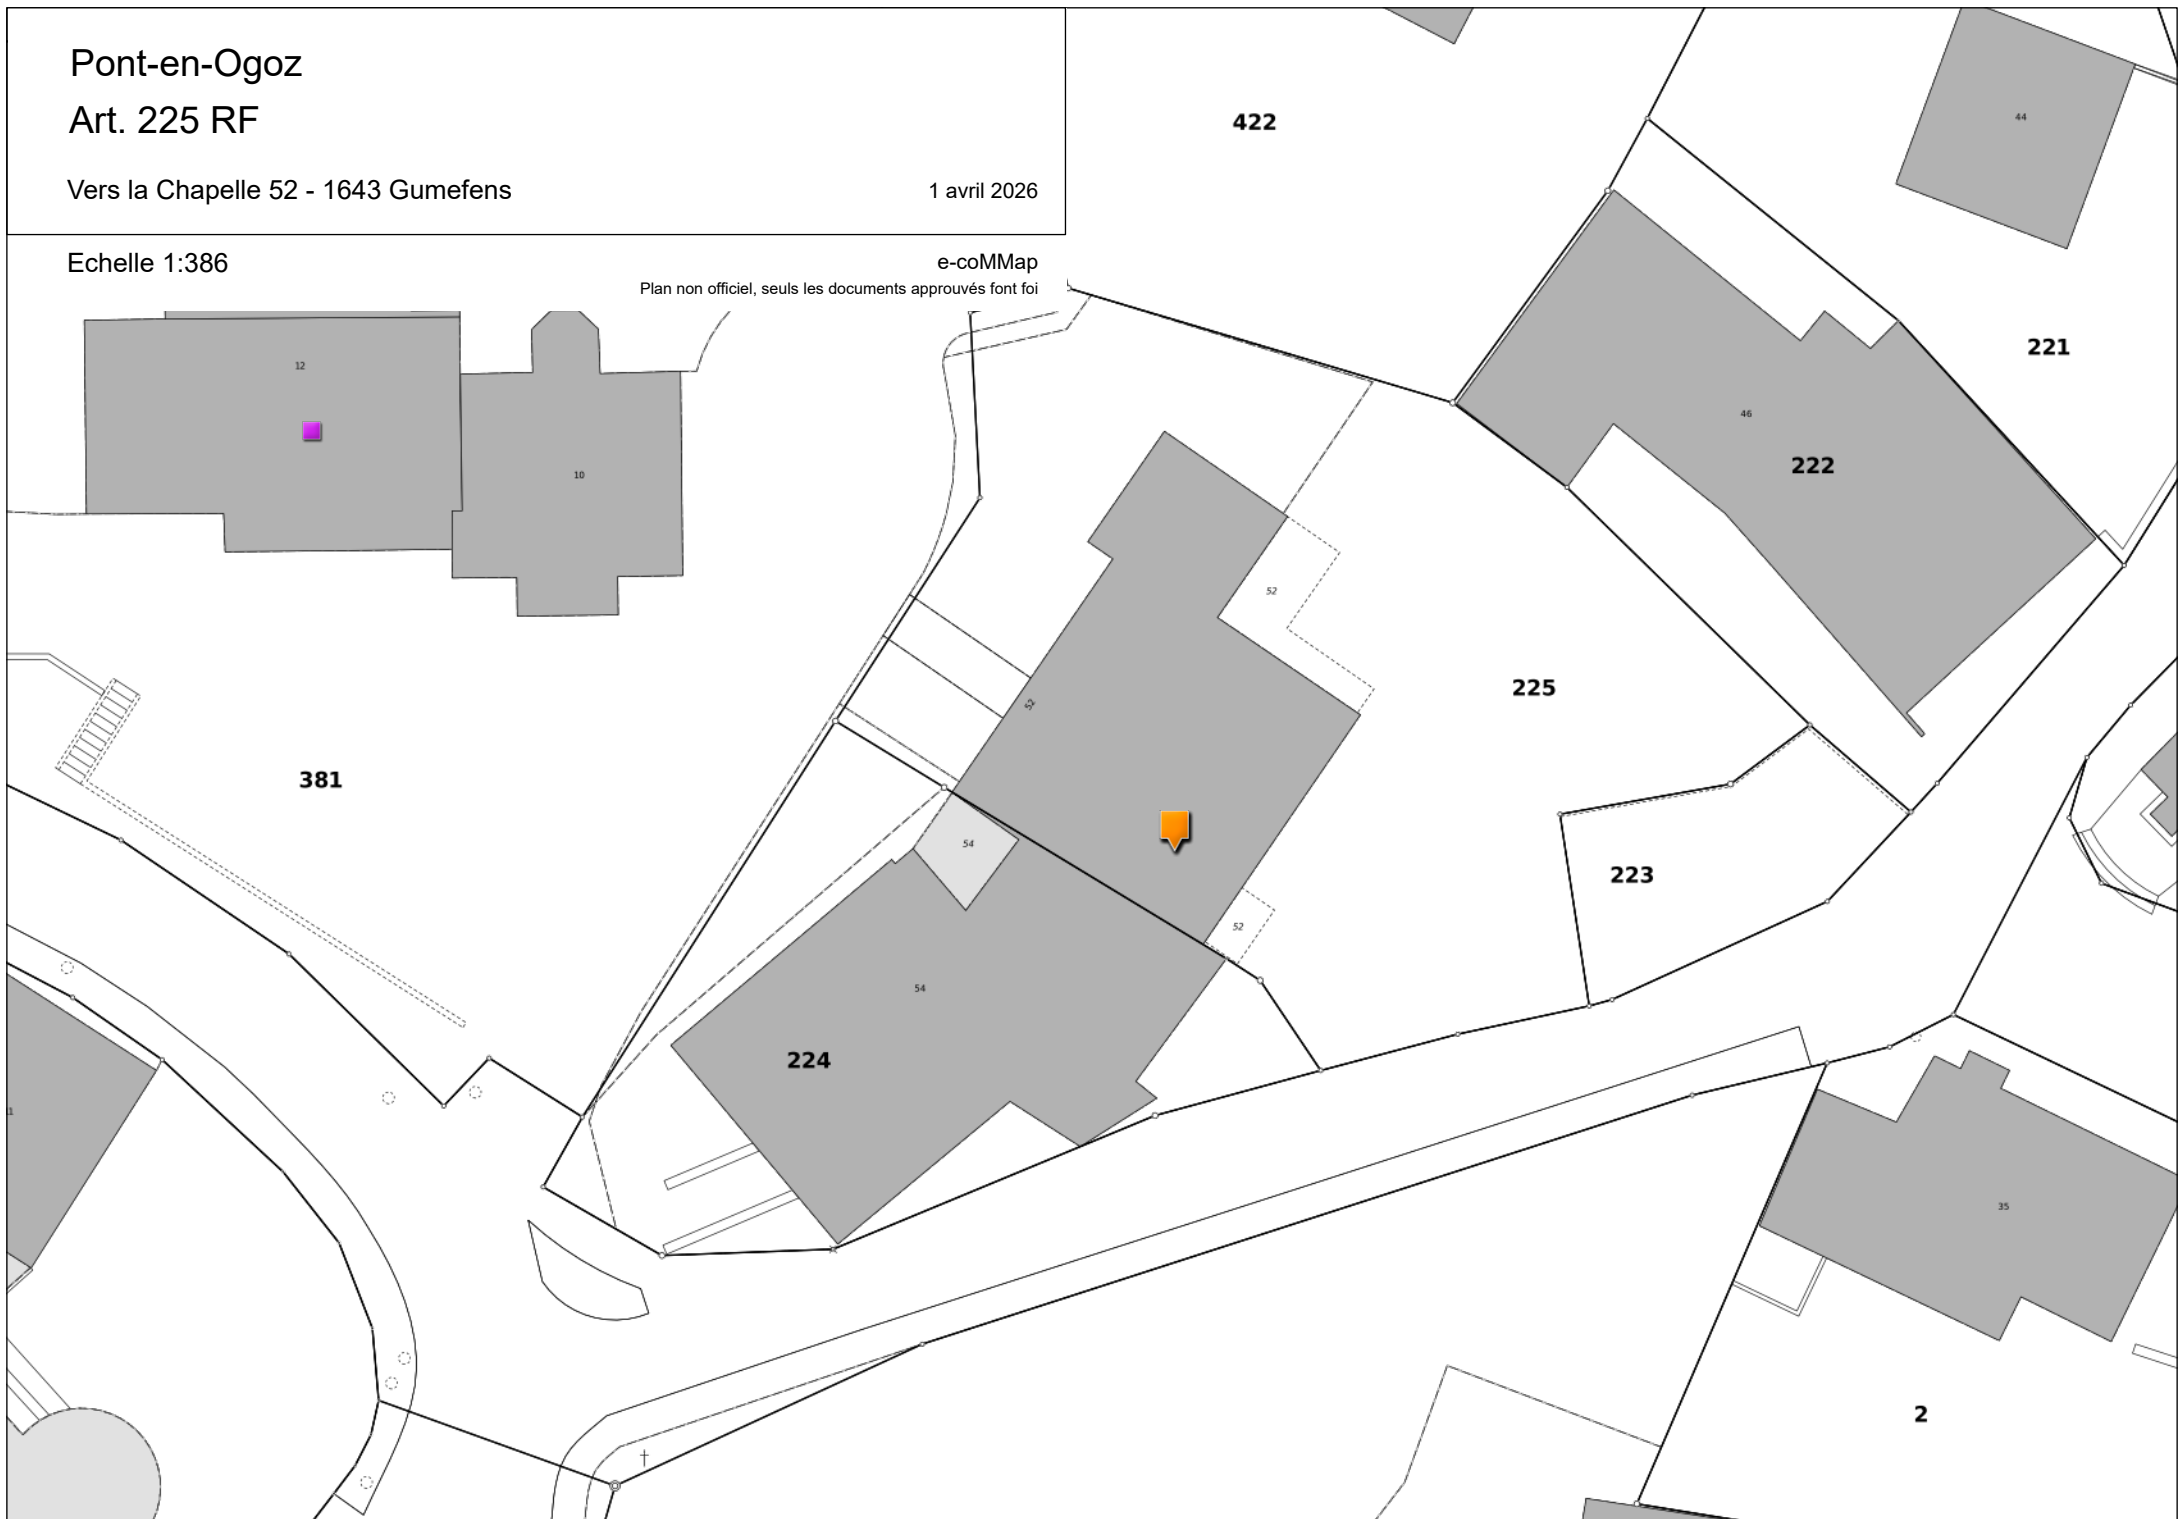 Pont-en-Ogoz
Art. 225 RF
Vers la Chapelle 52 - 1643 Gumefens
1 avril 2026
Echelle 1:386
e-coMMap
Plan non officiel, seuls les documents approuvés font foi
422
44
221
12
46
222
10
52
225
52
381
54
223
52
54
224
35
2